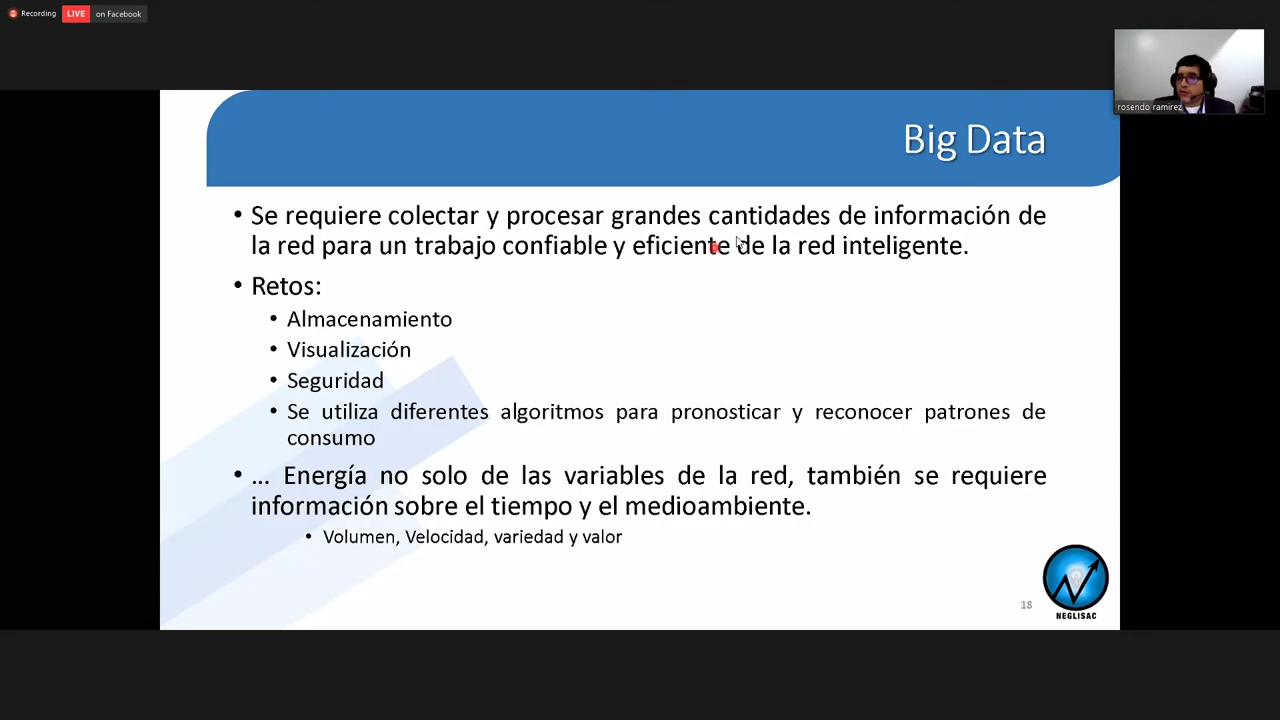 Recording LIVE on Facebook
rosendo ramirez
Big Data
• Se requiere colectar y procesar grandes cantidades de información de
la red para un trabajo confiable y eficiente de la red inteligente.
• Retos:
• Almacenamiento
• Visualización
• Seguridad
• Se utiliza diferentes algoritmos para pronosticar y reconocer patrones de
consumo
• ... Energía no solo de las variables de la red, también se requiere
información sobre el tiempo y el medioambiente.
• Volumen, Velocidad, variedad y valor
18
NEGLISAC